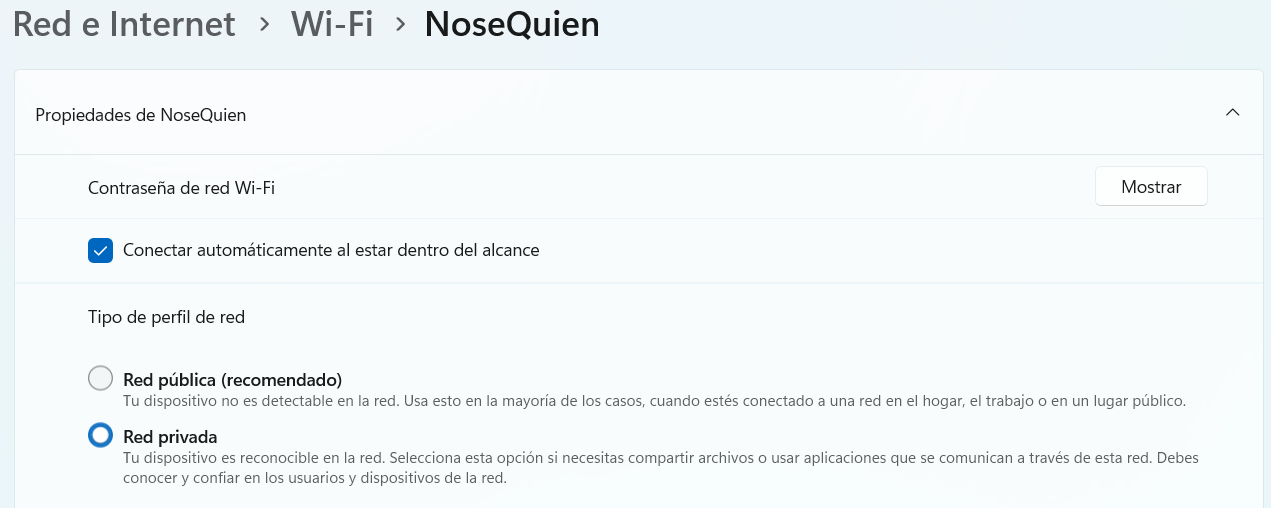 Red e Internet > Wi-Fi > NoseQuien
Propiedades de NoseQuien
Contraseña de red Wi-Fi
Mostrar
Conectar automáticamente al estar dentro del alcance
Tipo de perfil de red
Red pública (recomendado)
Tu dispositivo no es detectable en la red. Usa esto en la mayoría de los casos, cuando estés conectado a una red en el hogar, el trabajo o en un lugar público.
Red privada
Tu dispositivo es reconocible en la red. Selecciona esta opción si necesitas compartir archivos o usar aplicaciones que se comunican a través de esta red. Debes
conocer y confiar en los usuarios y dispositivos de la red.